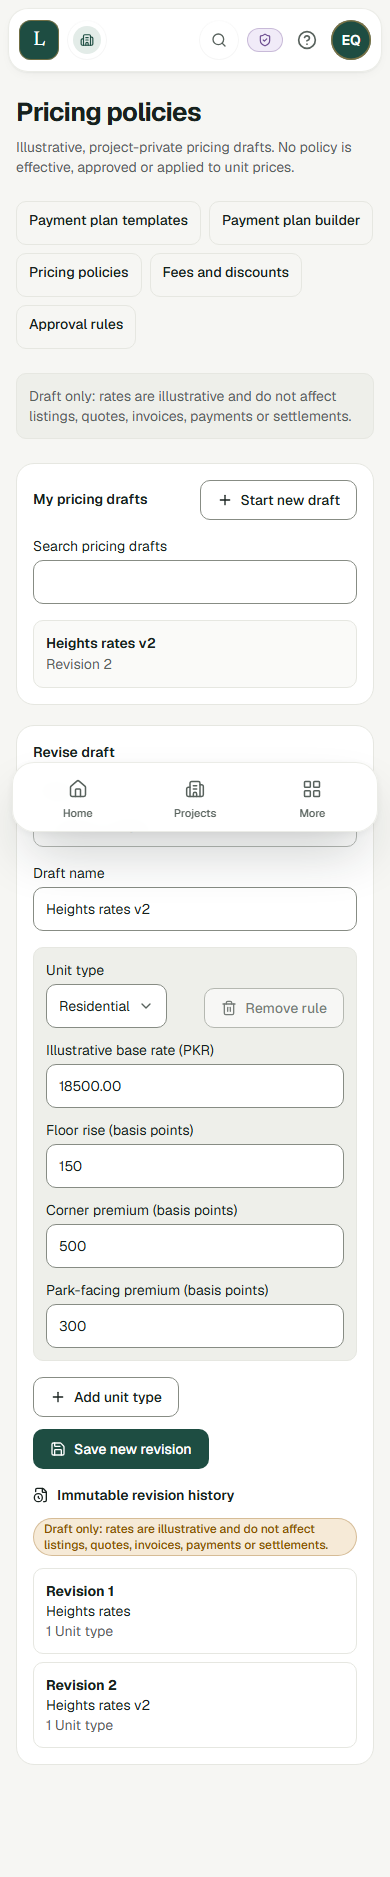 L
EQ
Pricing policies
Illustrative, project-private pricing drafts. No policy is
effective, approved or applied to unit prices.
Payment plan templates
Payment plan builder
Pricing policies
Fees and discounts
Approval rules
Draft only: rates are illustrative and do not affect
listings, quotes, invoices, payments or settlements.
My pricing drafts
Start new draft
Search pricing drafts
Heights rates v2
Revision 2
Revise draft
Home
Projects
More
Draft name
Heights rates v2
Unit type
Residential
Remove rule
Illustrative base rate (PKR)
18500.00
Floor rise (basis points)
150
Corner premium (basis points)
500
Park-facing premium (basis points)
300
Add unit type
Save new revision
Immutable revision history
Draft only: rates are illustrative and do not affect
listings, quotes, invoices, payments or settlements.
Revision 1
Heights rates
1 Unit type
Revision 2
Heights rates v2
1 Unit type